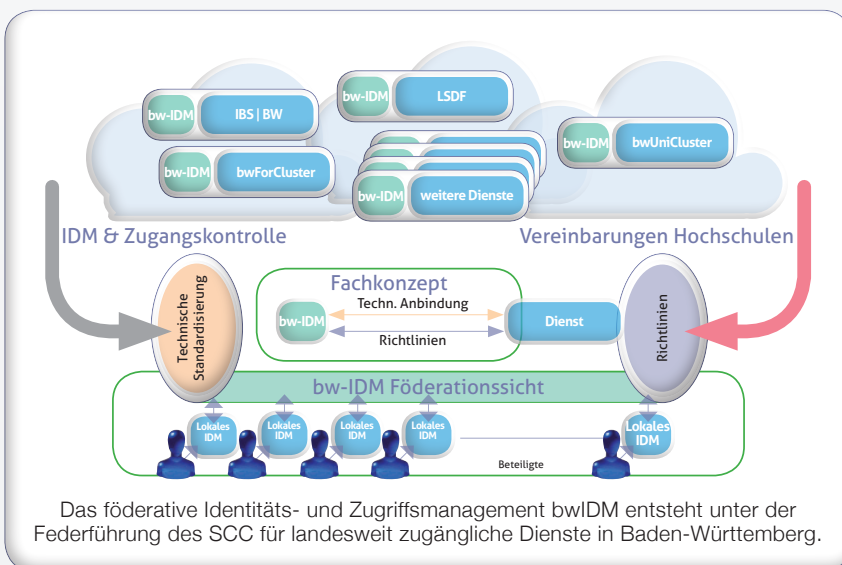 bw-IDM IBS | BW
bw-IDM LSDF
bw-IDM bwForCluster
bw-IDM weitere Dienste
bw-IDM bwUniCluster
IDM & Zugangskontrolle
Vereinbarungen Hochschulen
Technische
Standardisierung
Fachkonzept
Techn. Anbindung
bw-IDM
Richtlinien
Dienst
Richtlinien
bw-IDM Föderationssicht
Lokales
IDM
Lokales
IDM
Lokales
IDM
Lokales
IDM
Lokales
IDM
Beteiligte
Das föderative Identitäts- und Zugriffsmanagement bwIDM entsteht unter der
Federführung des SCC für landesweit zugängliche Dienste in Baden-Württemberg.